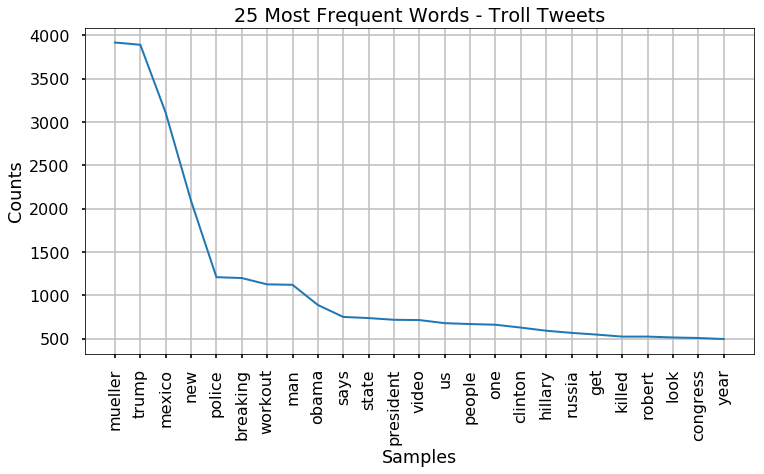 25 Most Frequent Words - Troll Tweets
4000
3500
3000
2500
2000
1500
1000
500
Counts
mueller
trump
mexico
new
police
breaking
workout
man
obama
says
state
president
video
us
people
one
clinton
hillary
russia
get
killed
robert
look
congress
year
Samples